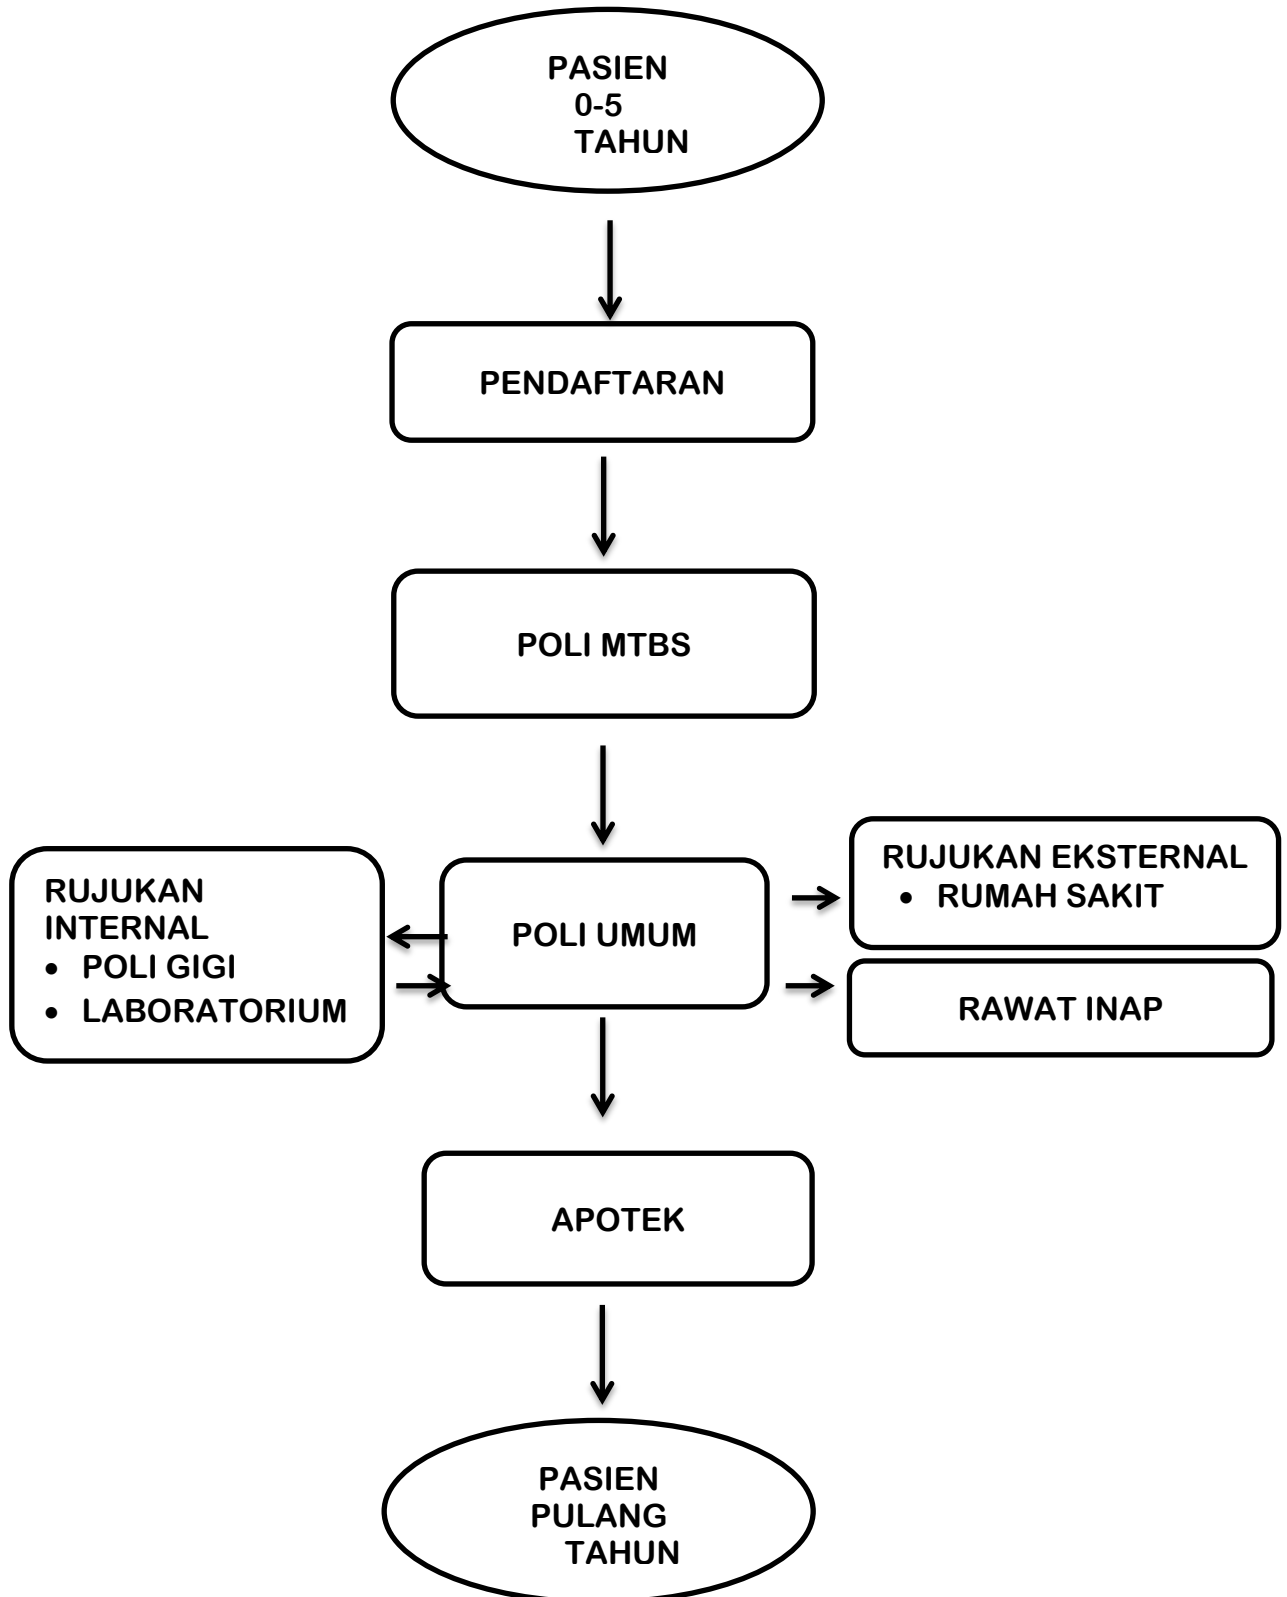 PASIEN
0-5
TAHUN
PENDAFTARAN
POLI MTBS
RUJUKAN
INTERNAL
• POLI GIGI
• LABORATORIUM
POLI UMUM
RUJUKAN EKSTERNAL
• RUMAH SAKIT
RAWAT INAP
APOTEK
PASIEN
PULANG
TAHUN